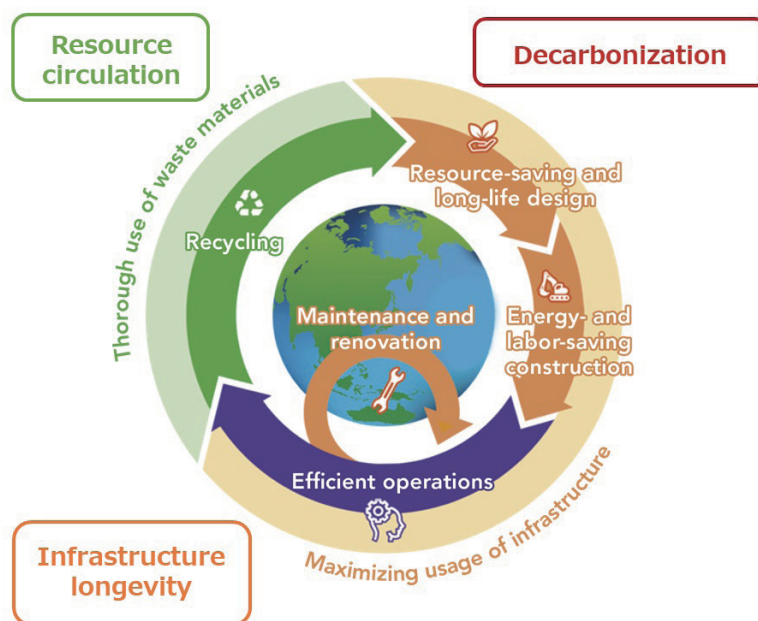 Resource
circulation
Decarbonization
Thorough use of waste materials
Resource-saving and
long-life design
Recycling
Maintenance and
renovation
Energy- and
labor-saving
construction
Efficient operations
Maximizing usage of infrastructure
Infrastructure
longevity